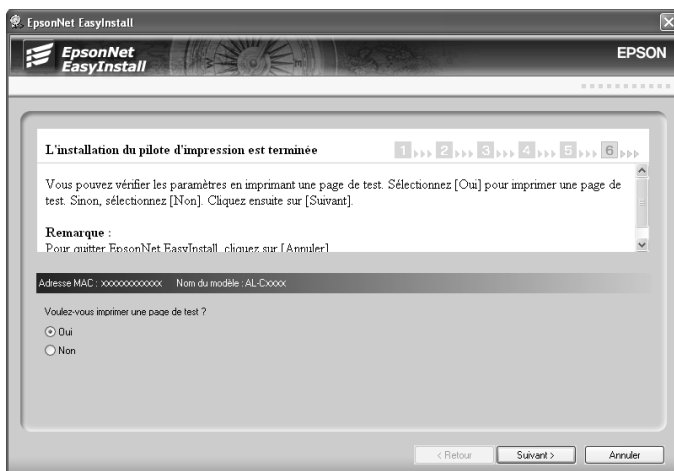 EpsonNet EasyInstall
EpsonNet
EasyInstall
EPSON
L'installation du pilote d'impression est terminée
1 2 3 4 5 6
Vous pouvez vérifier les paramètres en imprimant une page de test. Sélectionnez [Oui] pour imprimer une page de
test. Sinon, sélectionnez [Non]. Cliquez ensuite sur [Suivant].
Remarque :
Pour quitter EpsonNet EasyInstall, cliquez sur [Annuler]
Adresse MAC : xxxxxxxxxxxx Nom du modèle : AL-Cxxxx
Voulez-vous imprimer une page de test ?
Oui
Non
< Retour Suivant > Annuler